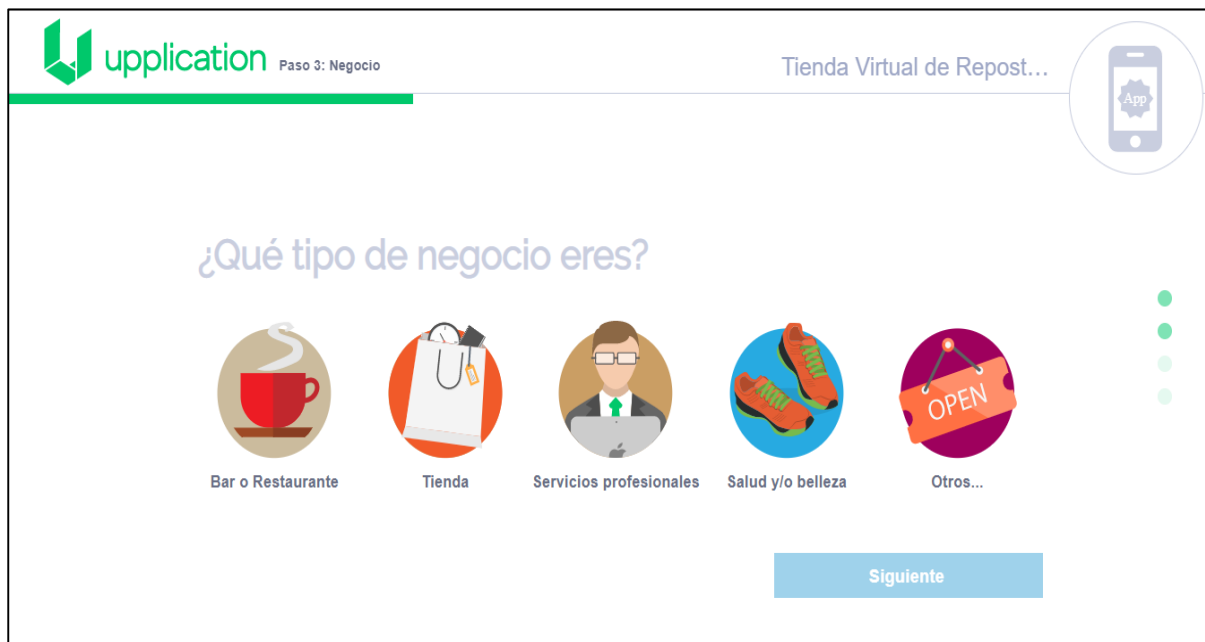 upplication Paso 3: Negocio
Tienda Virtual de Repost...
App
¿Qué tipo de negocio eres?
OPEN
Bar o Restaurante
Tienda
Servicios profesionales
Salud y/o belleza
Otros...
Siguiente